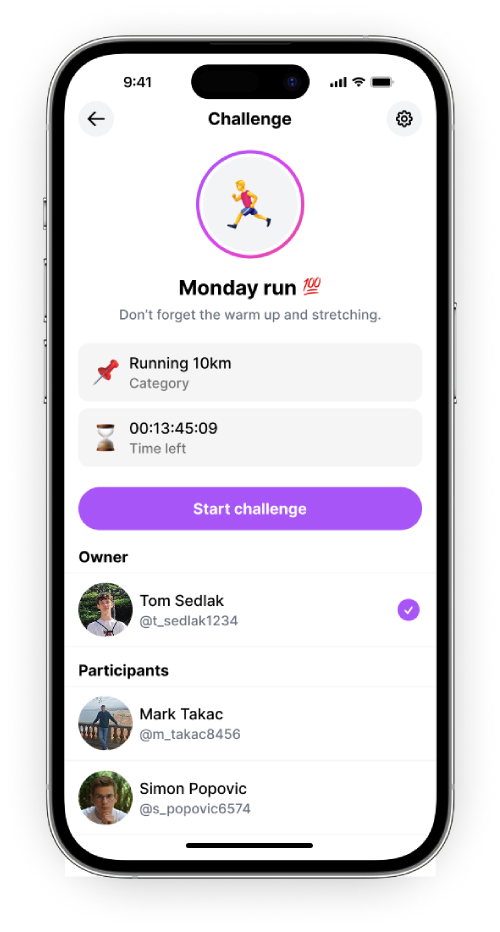 9:41
Challenge
Monday run 💯
Don't forget the warm up and stretching.
Running 10km
Category
00:13:45:09
Time left
Start challenge
Owner
Tom Sedlak
@t_sedlak1234
Participants
Mark Takac
@m_takac8456
Simon Popovic
@s_popovic6574